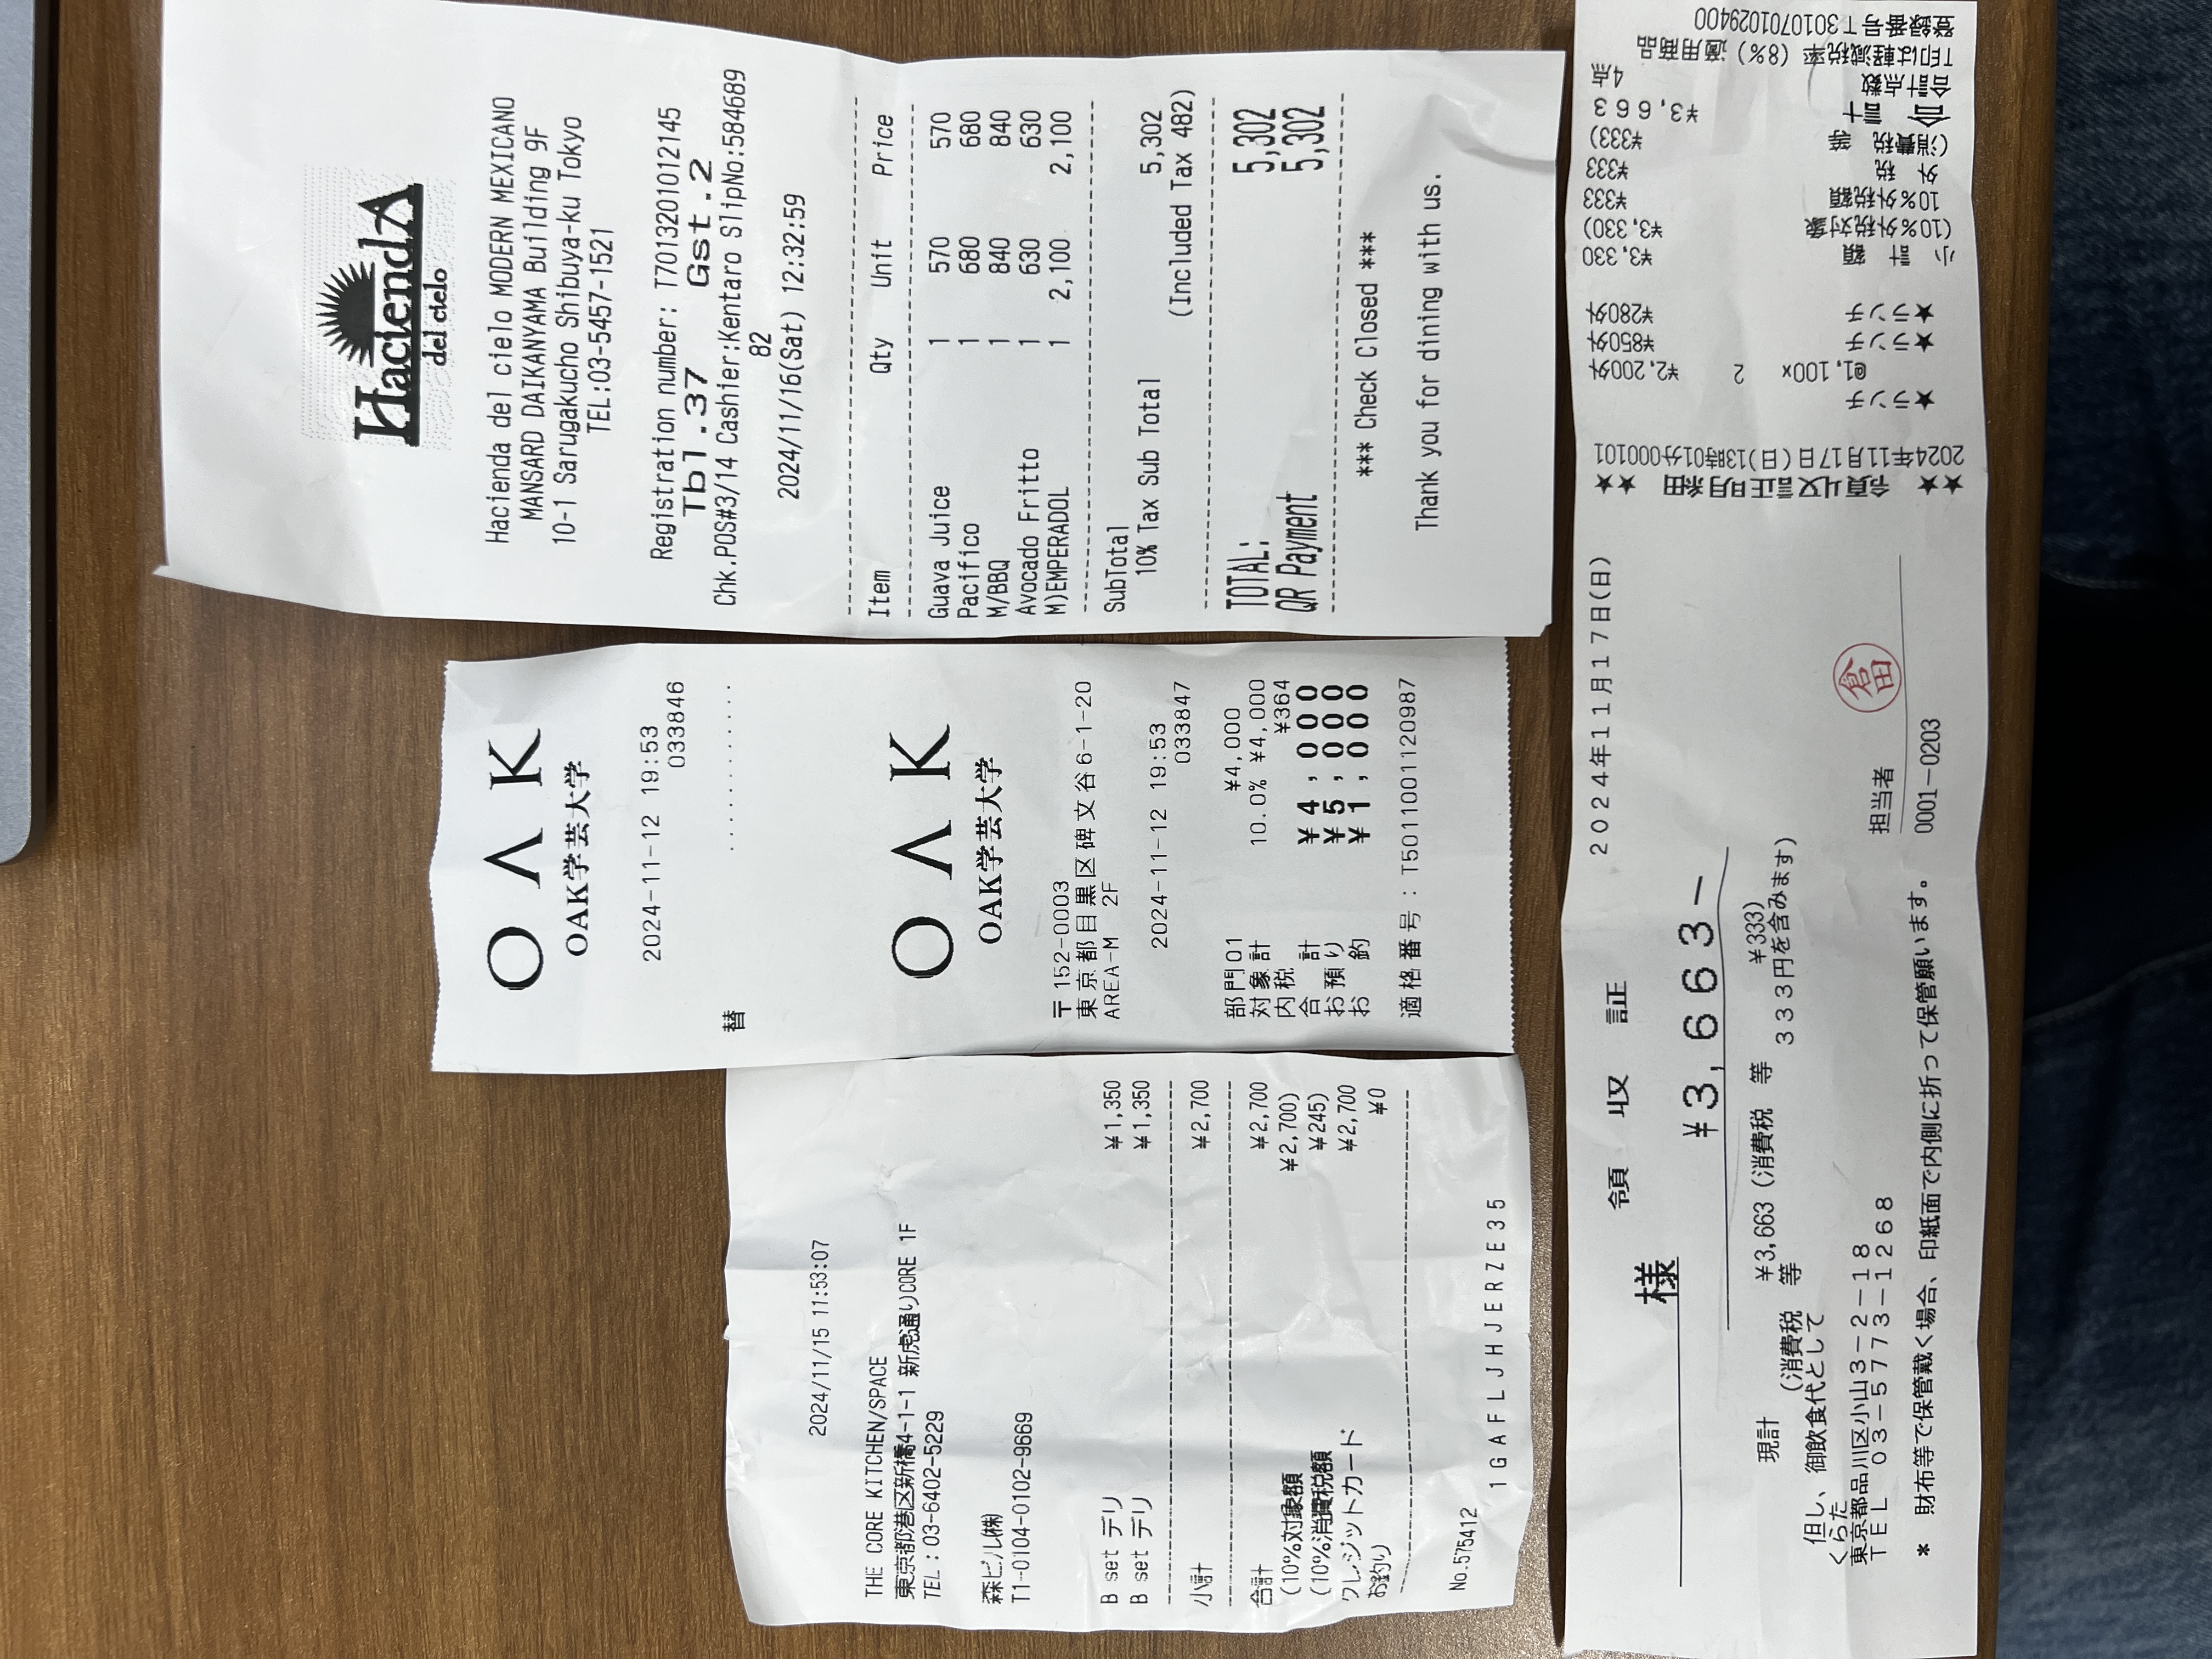 2024/11/15 11:53:07
THE CORE KITCHEN/SPACE
東京都港区新橋4-1-1 新虎通りCORE 1F
TEL : 03-6402-5229
森ビル㈱
T1-0104-0102-9669
B set デリ ¥1,350
B set デリ ¥1,350
小計 ¥2,700
合計 ¥2,700
(10%対象額 ¥2,700)
(10%消費税額 ¥245)
クレジットカード ¥2,700
お釣り ¥0
No.575412
1GAFLJHJERZE35
OAK
OAK学芸大学
2024-11-12 19:53
033846
替 ............
OAK
OAK学芸大学
〒152-0003
東京都目黒区碑文谷6-1-20
AREA-M 2F
2024-11-12 19:53
033847
部門01 ¥4,000
対象計 10.0% ¥4,000
内税 ¥364
合 計 ¥4,000
お預り ¥5,000
お 釣 ¥1,000
適格番号:T5011001120987
HaciendA
del cielo
Hacienda del cielo MODERN MEXICANO
MANSARD DAIKANYAMA Building 9F
10-1 Sarugakucho Shibuya-ku Tokyo
TEL:03-5457-1521
Registration number: T7013201012145
Tbl.37 Gst.2
Chk.POS#3/14 Cashier:Kentaro SlipNo:584689
82
2024/11/16(Sat) 12:32:59
Item Qty Unit Price
Guava Juice 1 570 570
Pacifico 1 680 680
M/BBQ 1 840 840
Avocado Fritto 1 630 630
M)EMPERADOL 1 2,100 2,100
SubTotal
10% Tax Sub Total 5,302
(Included Tax 482)
TOTAL: 5,302
QR Payment 5,302
*** Check Closed ***
Thank you for dining with us.
2024年11月17日(日)
領 収 証
様
¥3,663-
現計 ¥3,663 (消費税 等 ¥333)
(消費税 等 333円を含みます)
但し、御飲食代として
くらた
東京都品川区小山3-2-18
TEL 03-5773-1268
* 財布等で保管戴く場合、印紙面で内側に折って保管願います。
担当者
倉田
0001-0203
★★ 領収証明細 ★★
2024年11月17日(日)13時01分000101
★ランチ
@1,100x 2 ¥2,200外
★ランチ ¥850外
★ランチ ¥280外
小 計 額 ¥3,330
(10%外税対象 ¥3,330)
10%外税額 ¥333
外 税 ¥333
(消費税 等 ¥333)
合 計 ¥3,663
合計点数 4点
T印は軽減税率(8%)適用商品
登録番号T3010701029400